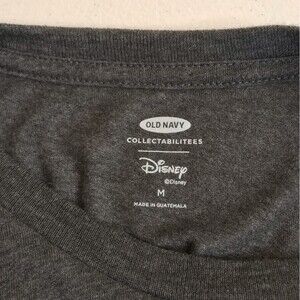 OLD NAVY
COLLECTABILITEES
Disney
©Disney
M
MADE IN GUATEMALA